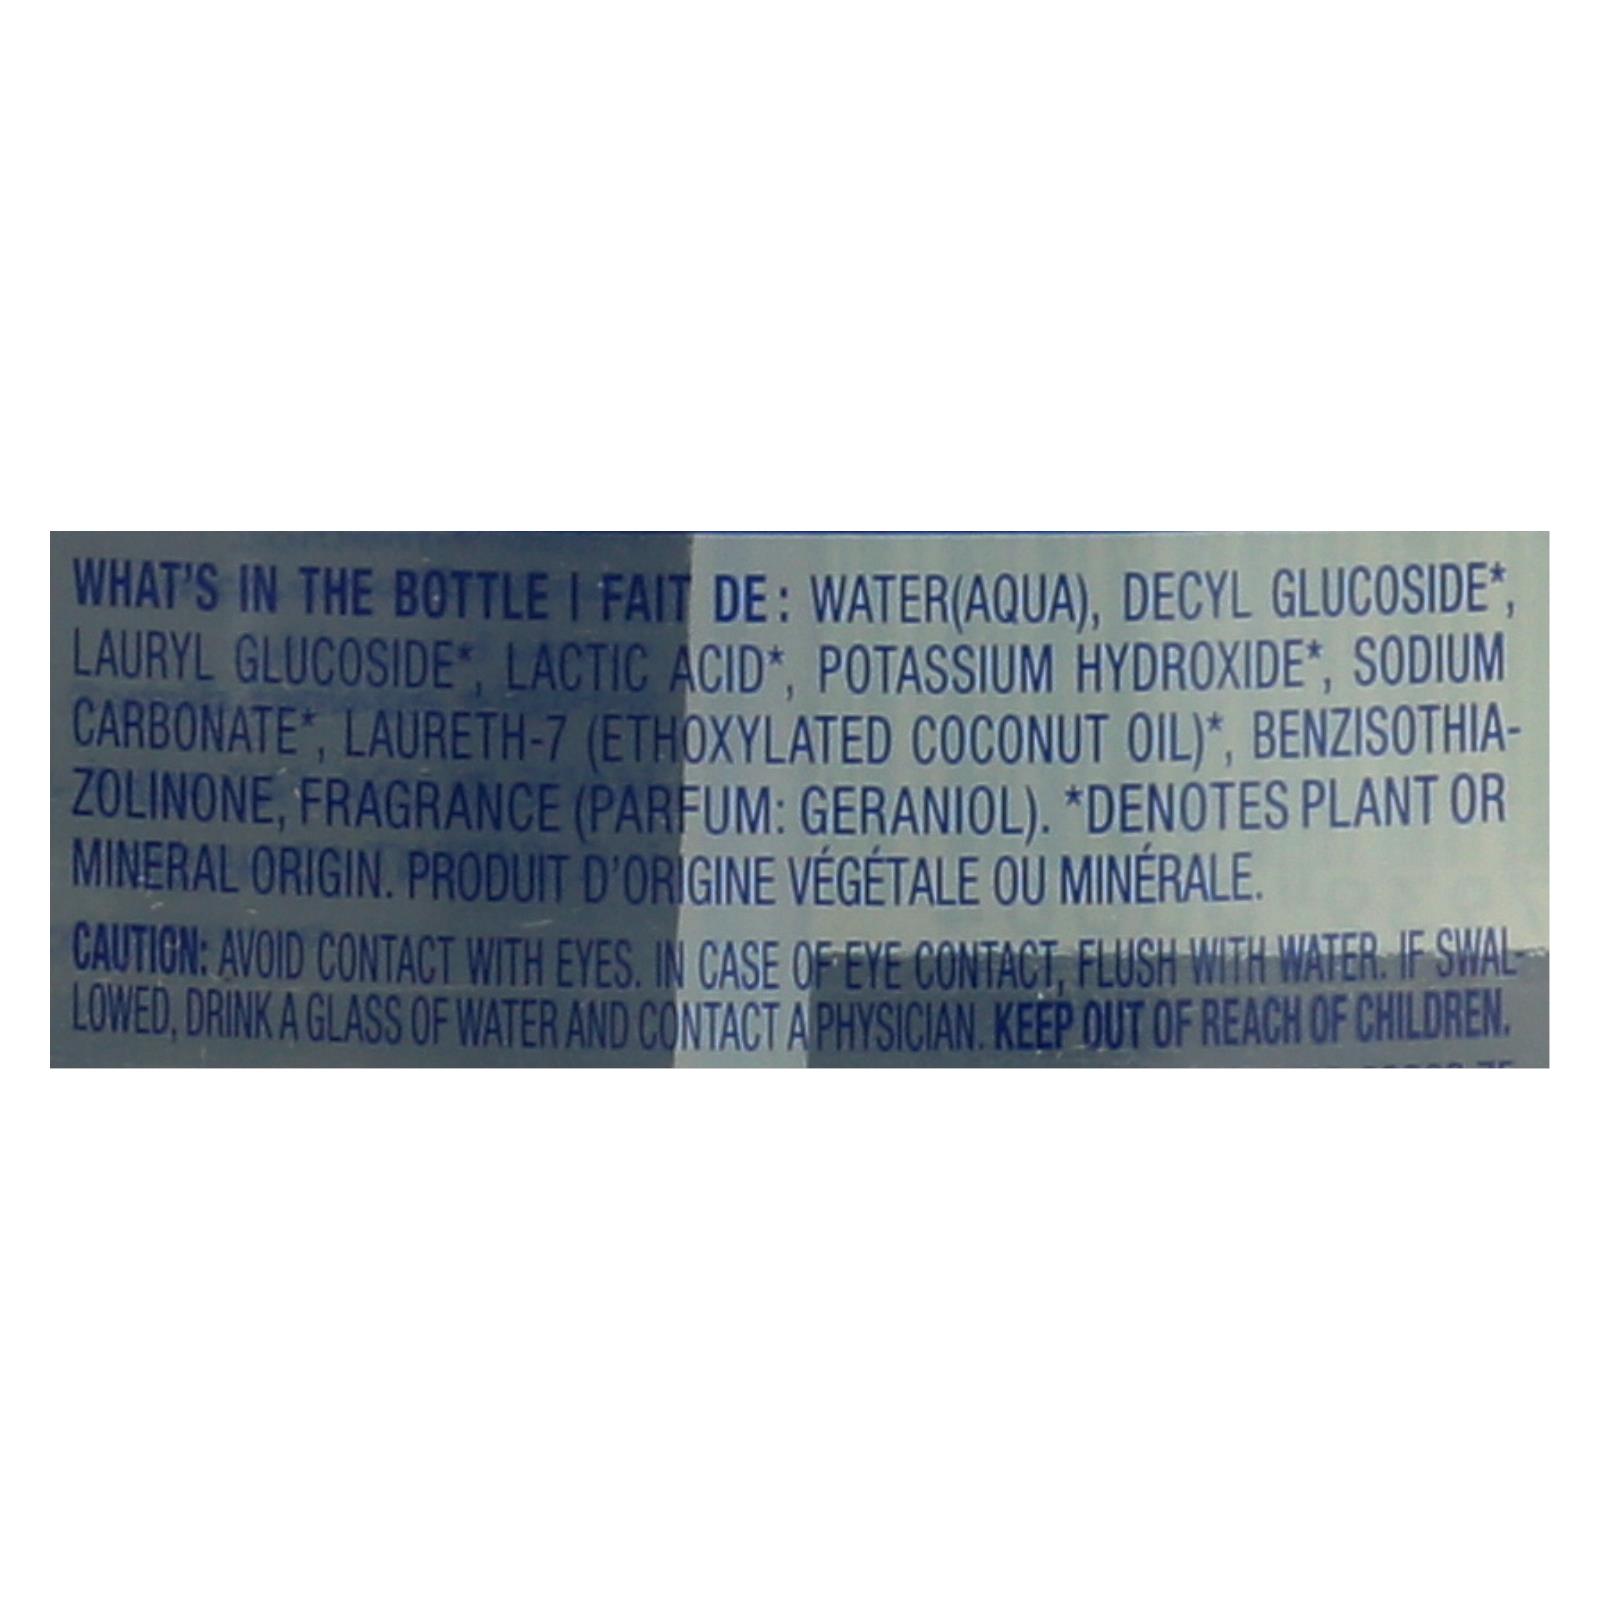 WHAT'S IN THE BOTTLE | FAIT DE : WATER(AQUA), DECYL GLUCOSIDE*,
LAURYL GLUCOSIDE*, LACTIC ACID*, POTASSIUM HYDROXIDE*, SODIUM
CARBONATE*, LAURETH-7 (ETHOXYLATED COCONUT OIL)*, BENZISOTHIA-
ZOLINONE, FRAGRANCE (PARFUM: GERANIOL). *DENOTES PLANT OR
MINERAL ORIGIN. PRODUIT D'ORIGINE VÉGÉTALE OU MINÉRALE.
CAUTION: AVOID CONTACT WITH EYES. IN CASE OF EYE CONTACT, FLUSH WITH WATER. IF SWAL-
LOWED, DRINK A GLASS OF WATER AND CONTACT A PHYSICIAN. KEEP OUT OF REACH OF CHILDREN.